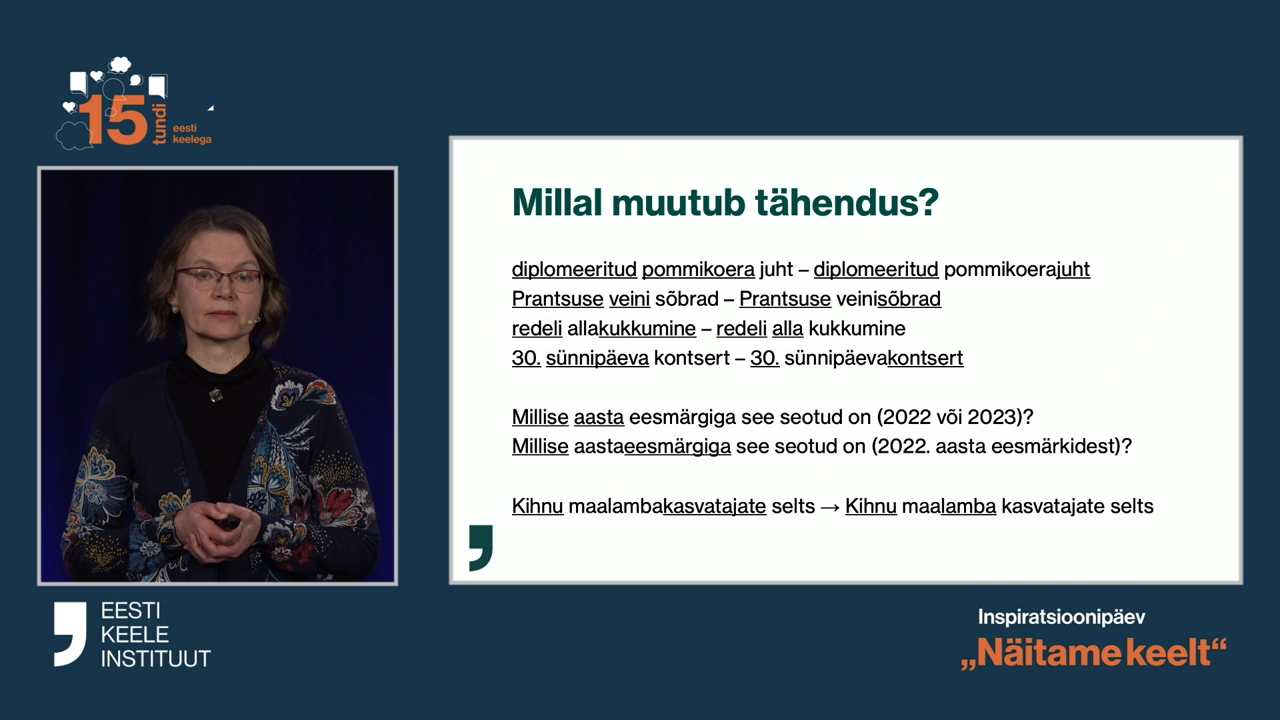 15
tundi
eesti
keelega
Millal muutub tähendus?
diplomeeritud pommikoera juht – diplomeeritud pommikoerajuht
Prantsuse veini sõbrad – Prantsuse veinisõbrad
redeli allakukkumine – redeli alla kukkumine
30. sünnipäeva kontsert – 30. sünnipäevakontsert
Millise aasta eesmärgiga see seotud on (2022 või 2023)?
Millise aastaeesmärgiga see seotud on (2022. aasta eesmärkidest)?
Kihnu maalambakasvatajate selts → Kihnu maalamba kasvatajate selts
EESTI
KEELE
INSTITUUT
Inspiratsioonipäev
„Näitame keelt“